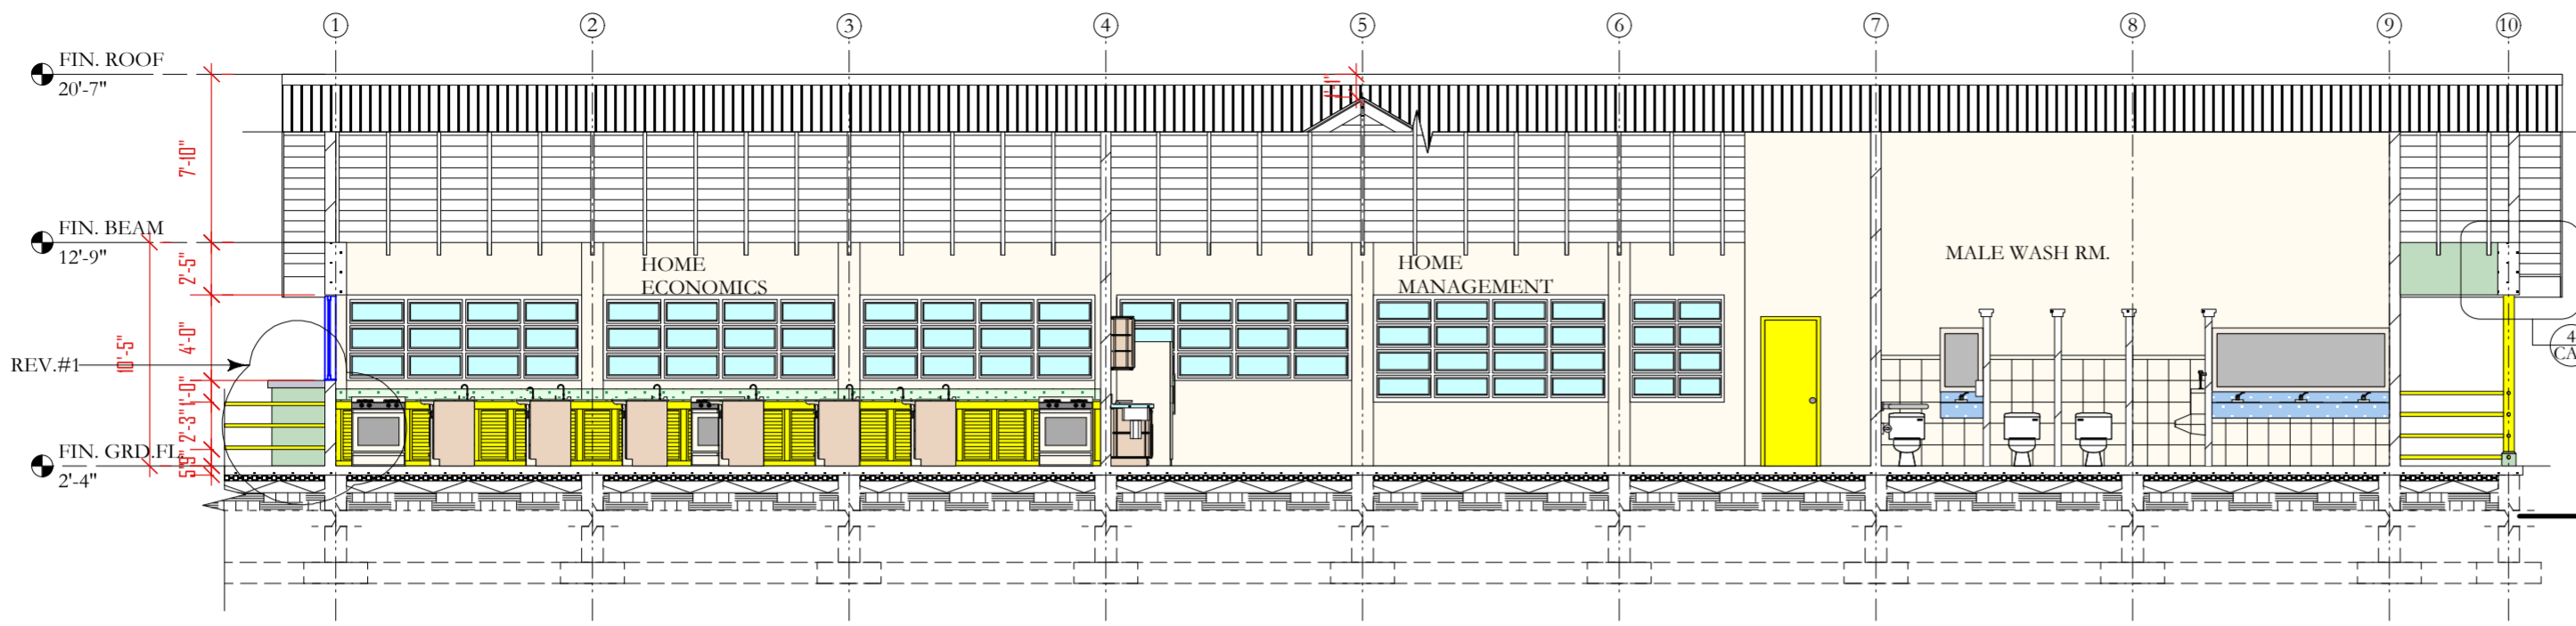 1 2 3 4 5 6 7 8 9 10
FIN. ROOF
20'-7"
1'-1"
7'-10"
FIN. BEAM
12'-9"
2'-5"
HOME
ECONOMICS
HOME
MANAGEMENT
MALE WASH RM.
4'-0"
10'-5"
REV.#1
4
CA
1'-0"
2'-3"
FIN. GRD.FL.
2'-4"